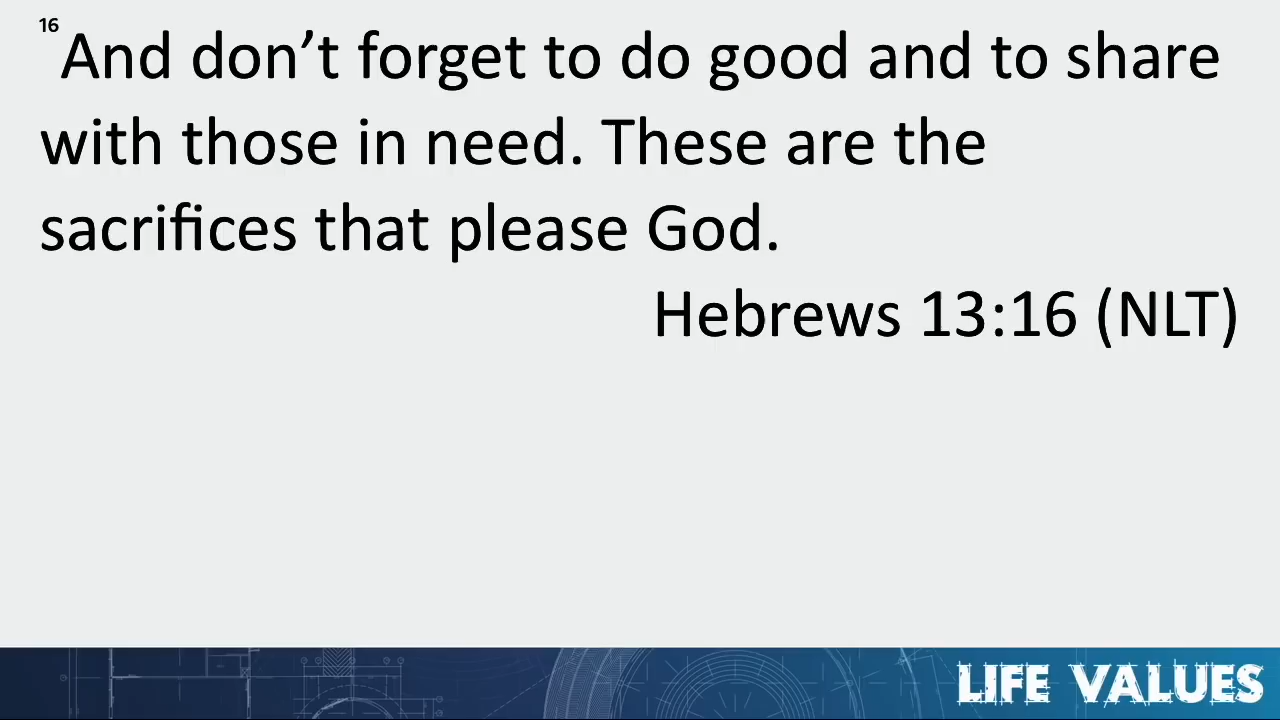 16And don’t forget to do good and to share
with those in need. These are the
sacrifices that please God.
Hebrews 13:16 (NLT)
LIFE VALUES